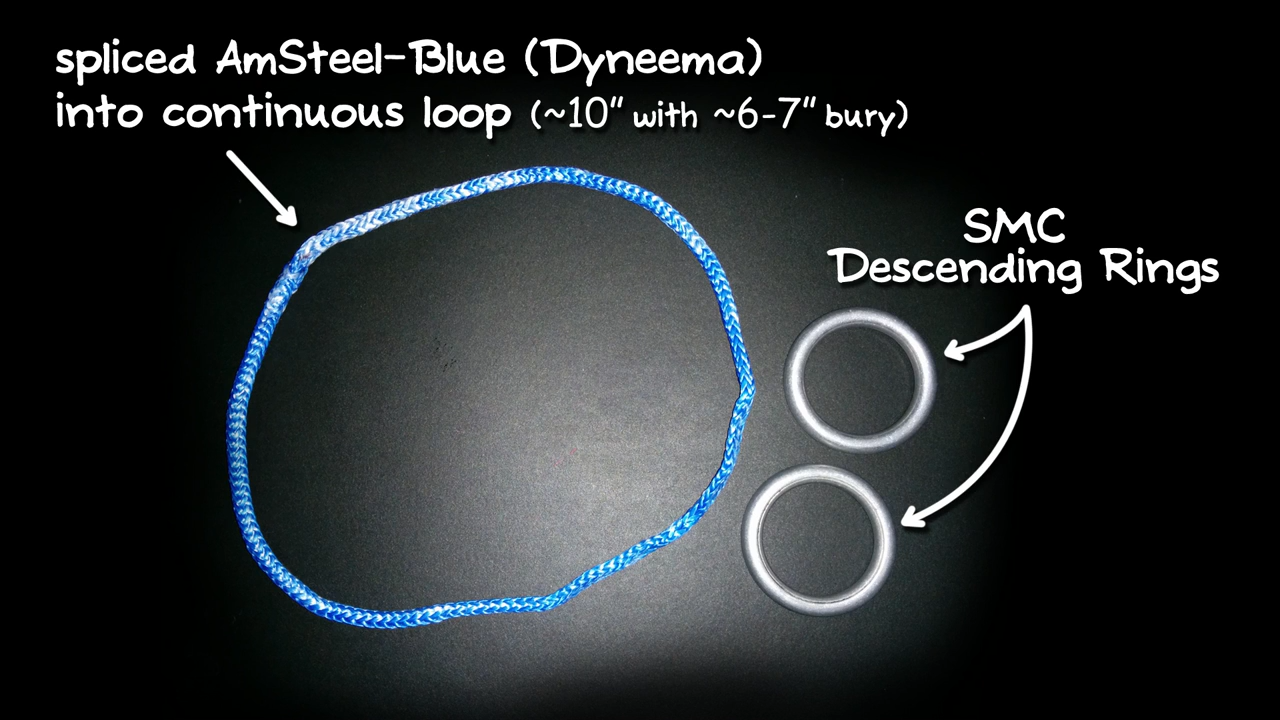 spliced AmSteel-Blue (Dyneema)
into continuous loop (~10" with ~6-7" bury)
SMC
Descending Rings